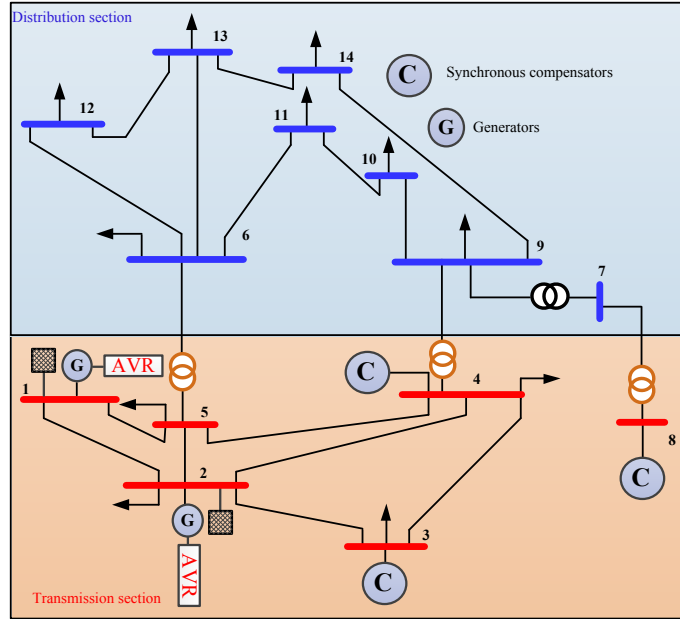 Distribution section
13
14
C Synchronous compensators
12
11
G Generators
10
6
9
7
G AVR
1
C
4
5
8
2
C
G
3
AVR
C
Transmission section